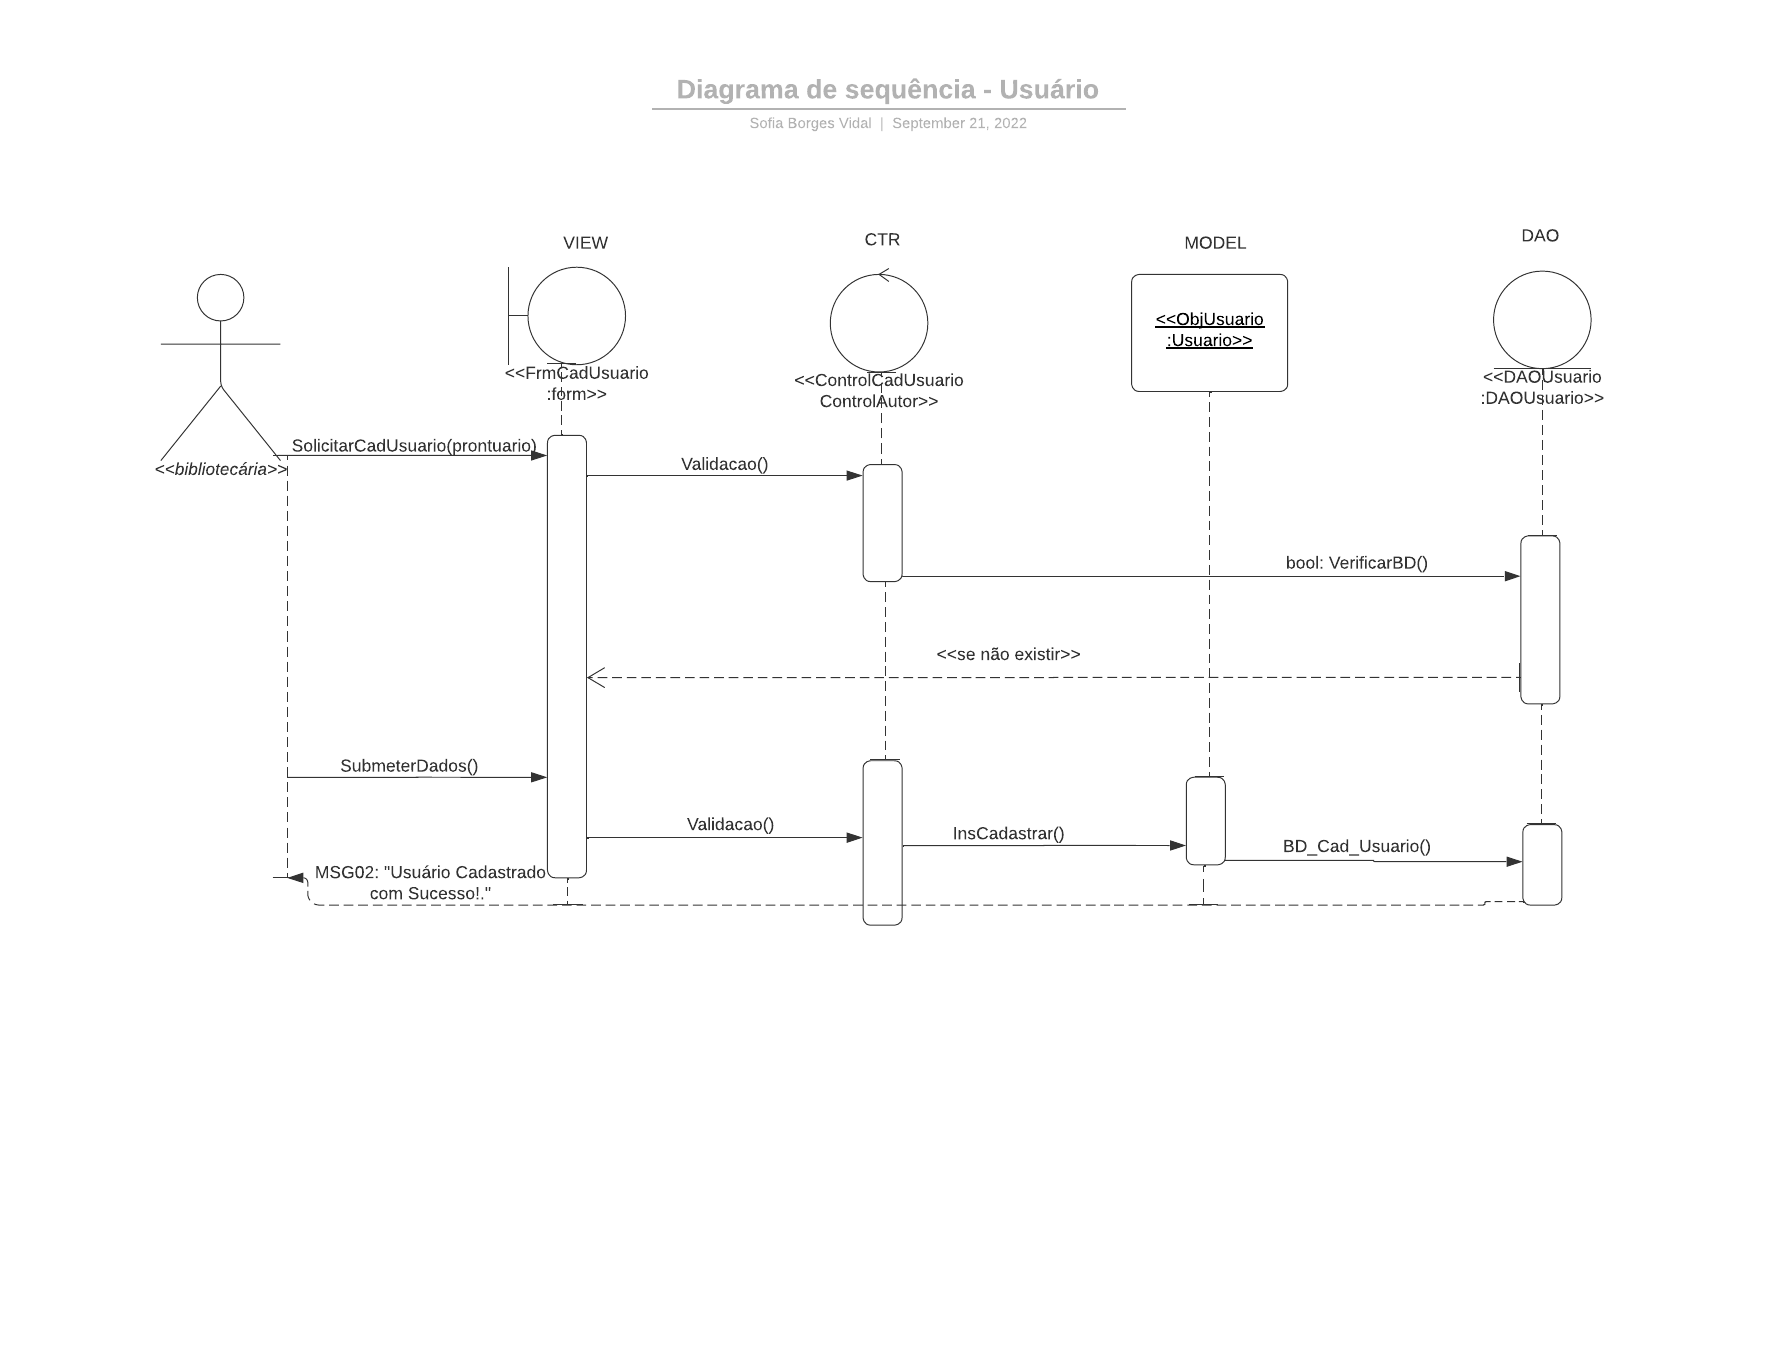 Diagrama de sequência - Usuário
Sofia Borges Vidal | September 21, 2022
VIEW
CTR
MODEL
DAO
<<FrmCadUsuario
:form>>
<<ControlCadUsuario
ControlAutor>>
<<ObjUsuario
:Usuario>>
<<DAOUsuario
:DAOUsuario>>
<<bibliotecária>>
SolicitarCadUsuario(prontuario)
Validacao()
bool: VerificarBD()
<<se não existir>>
SubmeterDados()
Validacao()
InsCadastrar()
BD_Cad_Usuario()
MSG02: "Usuário Cadastrado
com Sucesso!."